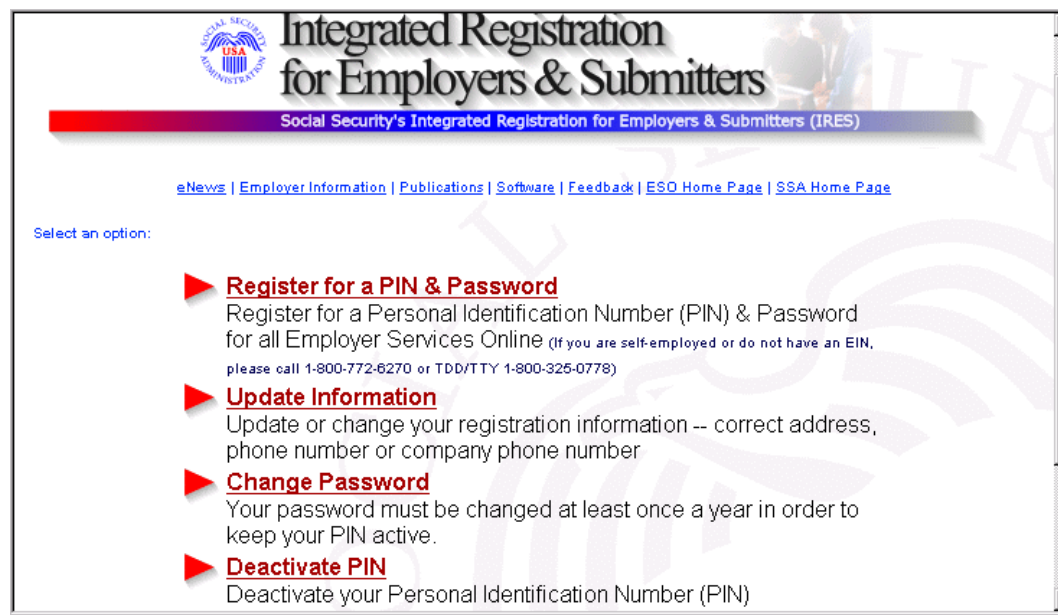 SOCIAL SECURITY
USA
ADMINISTRATION
Integrated Registration
for Employers & Submitters
Social Security's Integrated Registration for Employers & Submitters (IRES)
eNews | Employer Information | Publications | Software | Feedback | ESO Home Page | SSA Home Page
Select an option:
Register for a PIN & Password
Register for a Personal Identification Number (PIN) & Password
for all Employer Services Online (If you are self-employed or do not have an EIN,
please call 1-800-772-6270 or TDD/TTY 1-800-325-0778)
Update Information
Update or change your registration information -- correct address,
phone number or company phone number
Change Password
Your password must be changed at least once a year in order to
keep your PIN active.
Deactivate PIN
Deactivate your Personal Identification Number (PIN)